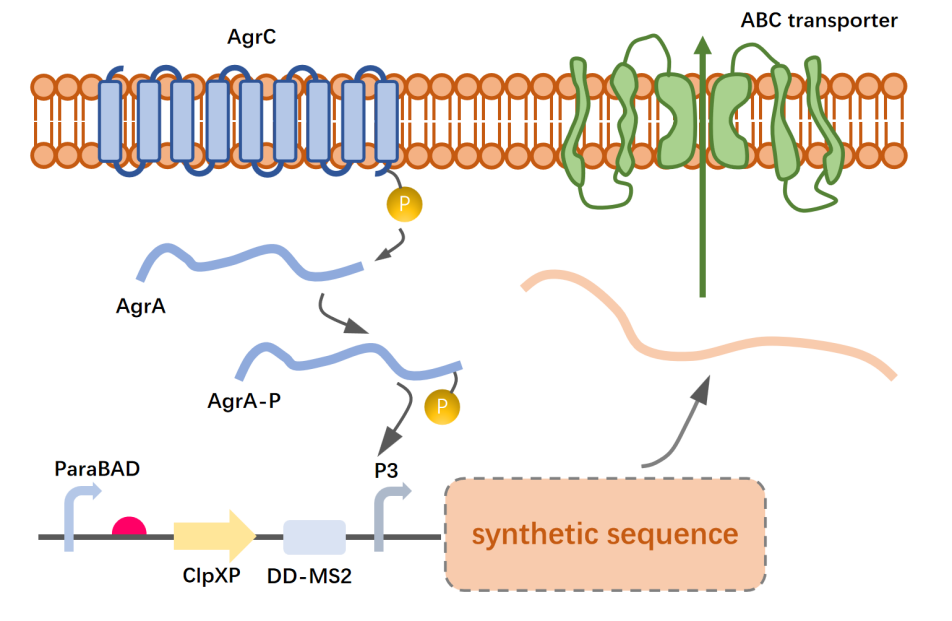 ABC transporter
AgrC
P
AgrA
AgrA-P
P
ParaBAD
P3
synthetic sequence
ClpXP
DD-MS2